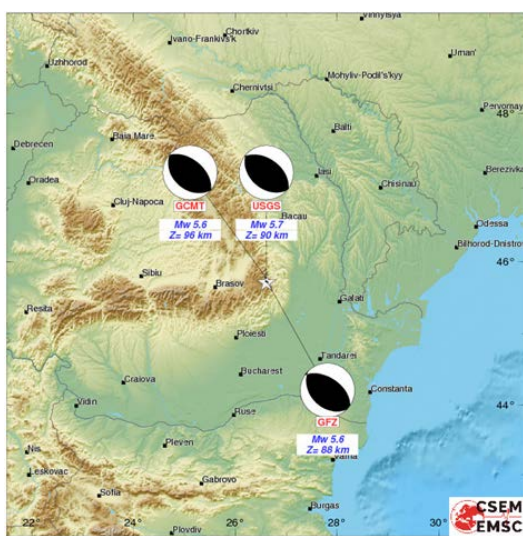 Vinnytsya
Chortkiv
Ivano-Frankivs'k
Uman'
Uzhhorod
Mohyliv-Podil's'kyy
Chernivtsi
Pervomay
48°
Balti
Baia Mare
Debrecen
Iasi
Berezivka
Oradea
Chisinau
GCMT
USGS
Cluj-Napoca
Bacau
Mw 5.6
Z= 96 km
Mw 5.7
Z= 90 km
Odessa
Bilhorod-Dnistro
46°
Sibiu
Brasov
Galati
Resita
Ploiesti
Tandarei
Bucharest
Craiova
Constanta
Vidin
Ruse
44°
GFZ
Mw 5.6
Z= 88 km
Pleven
Nis
Varna
Leskovac
Gabrovo
Sofia
Burgas
CSEM
EMSC
22°
24°
26°
28°
30°
Plovdiv